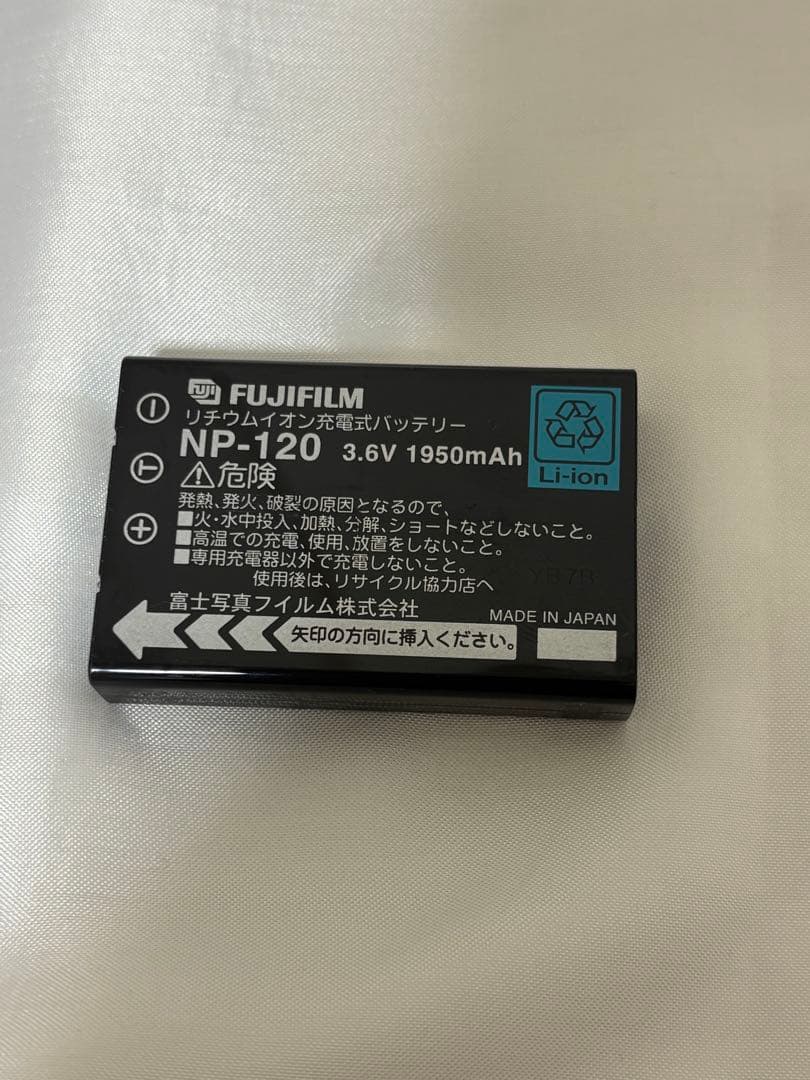 FUJI FUJIFILM
リチウムイオン充電式バッテリー
NP-120 3.6V 1950mAh
Li-ion
⚠危険
発熱、発火、破裂の原因となるので、
■火・水中投入、加熱、分解、ショートなどしないこと。
■高温での充電、使用、放置をしないこと。
■専用充電器以外で充電しないこと。
使用後は、リサイクル協力店へ
富士写真フイルム株式会社
MADE IN JAPAN
矢印の方向に挿入ください。
− T +